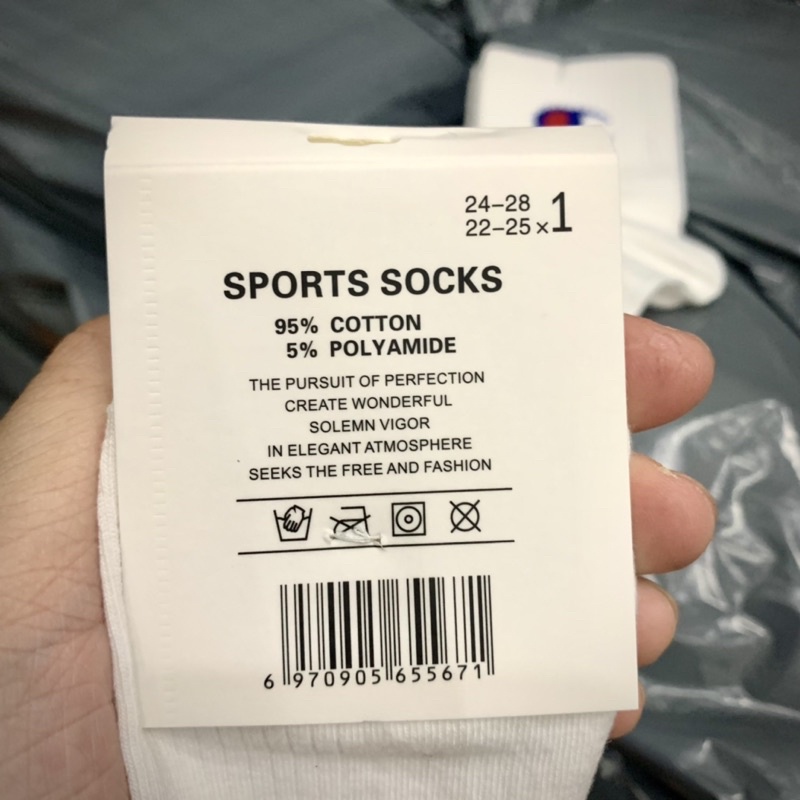 24–28
22–25 × 1
SPORTS SOCKS
95% COTTON
5% POLYAMIDE
THE PURSUIT OF PERFECTION
CREATE WONDERFUL
SOLEMN VIGOR
IN ELEGANT ATMOSPHERE
SEEKS THE FREE AND FASHION
6 970905 655671